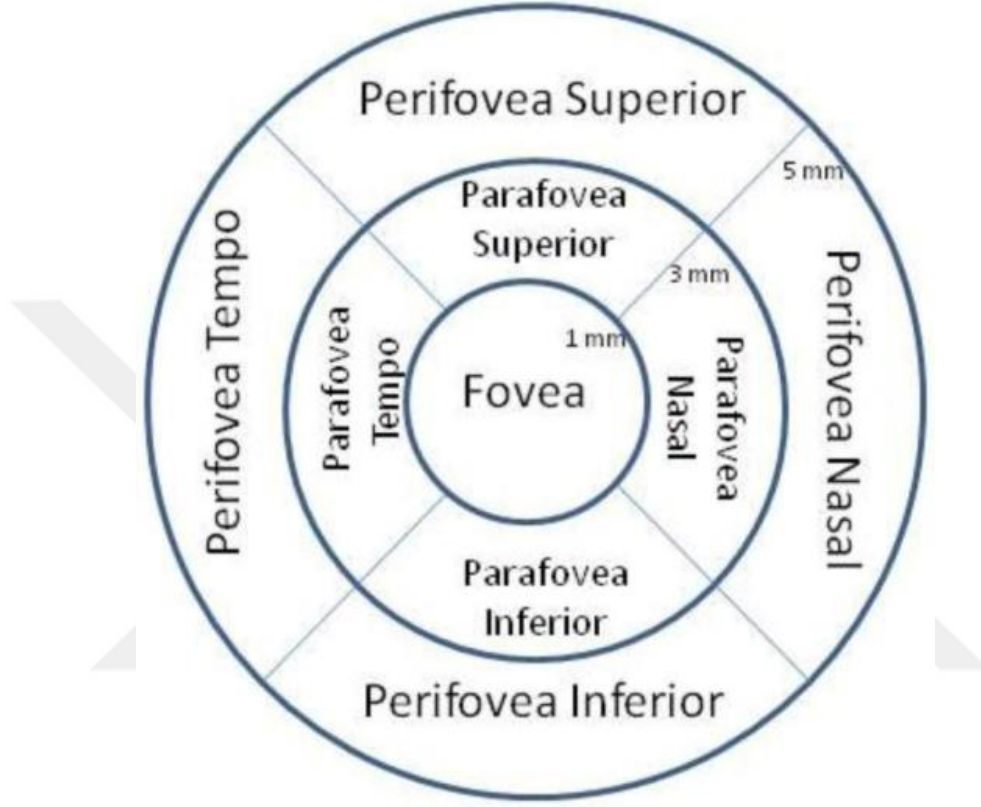 Perifovea Superior
5 mm
Parafovea
Superior
3 mm
1 mm
Perifovea Tempo
Parafovea
Tempo
Fovea
Parafovea
Nasal
Perifovea Nasal
Parafovea
Inferior
Perifovea Inferior